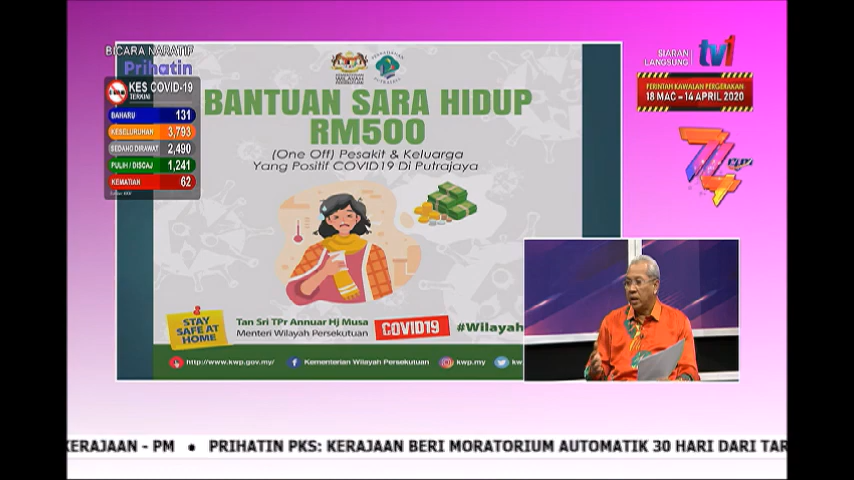 BICARA NARATIF
Prihatin
KES COVID-19
TERKINI
BAHARU 131
KESELURUHAN 3,793
SEDANG DIRAWAT 2,490
PULIH / DISCAJ 1,241
KEMATIAN 62
BANTUAN SARA HIDUP
RM500
(One Off) Pesakit & Keluarga
Yang Positif COVID19 Di Putrajaya
STAY
SAFE AT
HOME
Tan Sri TPr Annuar Hj Musa
Menteri Wilayah Persekutuan
COVID19
#Wilayah
http://www.kwp.gov.my/
Kementerian Wilayah Persekutuan
kwp.my
kw
SIARAN
LANGSUNG
tv1
PERINTAH KAWALAN PERGERAKAN
18 MAC – 14 APRIL 2020
74
KERAJAAN - PM ● PRIHATIN PKS: KERAJAAN BERI MORATORIUM AUTOMATIK 30 HARI DARI TAR